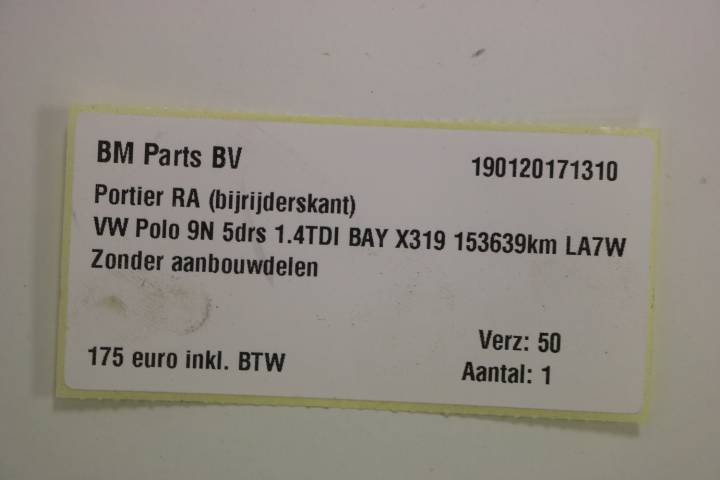 BM Parts BV 190120171310
Portier RA (bijrijderskant)
VW Polo 9N 5drs 1.4TDI BAY X319 153639km LA7W
Zonder aanbouwdelen
Verz: 50
175 euro inkl. BTW Aantal: 1